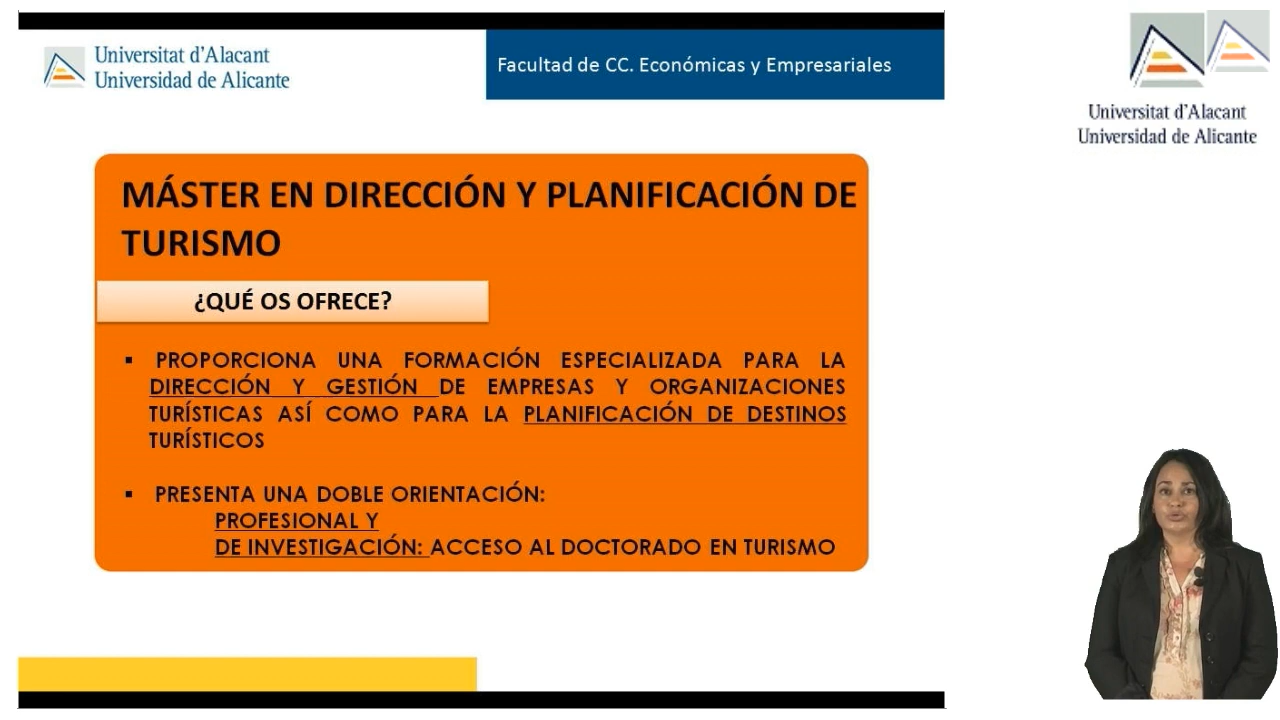 Universitat d'Alacant
Universidad de Alicante
Facultad de CC. Económicas y Empresariales
Universitat d'Alacant
Universidad de Alicante
MÁSTER EN DIRECCIÓN Y PLANIFICACIÓN DE
TURISMO
¿QUÉ OS OFRECE?
▪ PROPORCIONA UNA FORMACIÓN ESPECIALIZADA PARA LA
DIRECCIÓN Y GESTIÓN DE EMPRESAS Y ORGANIZACIONES
TURÍSTICAS ASÍ COMO PARA LA PLANIFICACIÓN DE DESTINOS
TURÍSTICOS
▪ PRESENTA UNA DOBLE ORIENTACIÓN:
PROFESIONAL Y
DE INVESTIGACIÓN: ACCESO AL DOCTORADO EN TURISMO